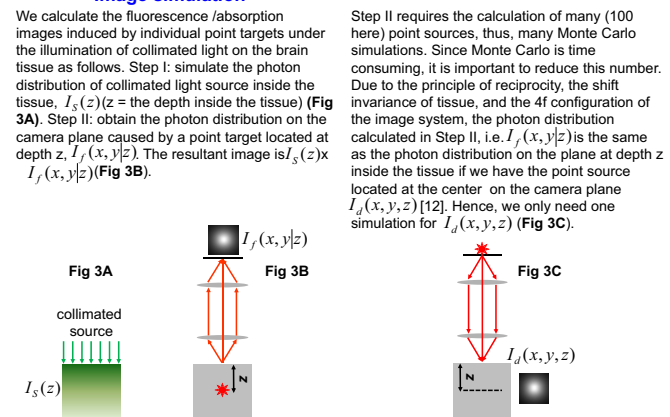 Image simulation
We calculate the fluorescence /absorption
images induced by individual point targets under
the illumination of collimated light on the brain
tissue as follows. Step I: simulate the photon
distribution of collimated light source inside the
tissue, I_S(z)(z = the depth inside the tissue) (Fig
3A). Step II: obtain the photon distribution on the
camera plane caused by a point target located at
depth z, I_f(x,y|z). The resultant image is I_S(z)x
I_f(x,y|z)(Fig 3B).
Step II requires the calculation of many (100
here) point sources, thus, many Monte Carlo
simulations. Since Monte Carlo is time
consuming, it is important to reduce this number.
Due to the principle of reciprocity, the shift
invariance of tissue, and the 4f configuration of
the image system, the photon distribution
calculated in Step II, i.e. I_f(x,y|z) is the same
as the photon distribution on the plane at depth z
inside the tissue if we have the point source
located at the center on the camera plane
I_d(x,y,z) [12]. Hence, we only need one
simulation for I_d(x,y,z) (Fig 3C).
Fig 3A
collimated
source
I_S(z)
I_f(x,y|z)
Fig 3B
z
Fig 3C
I_d(x,y,z)
z